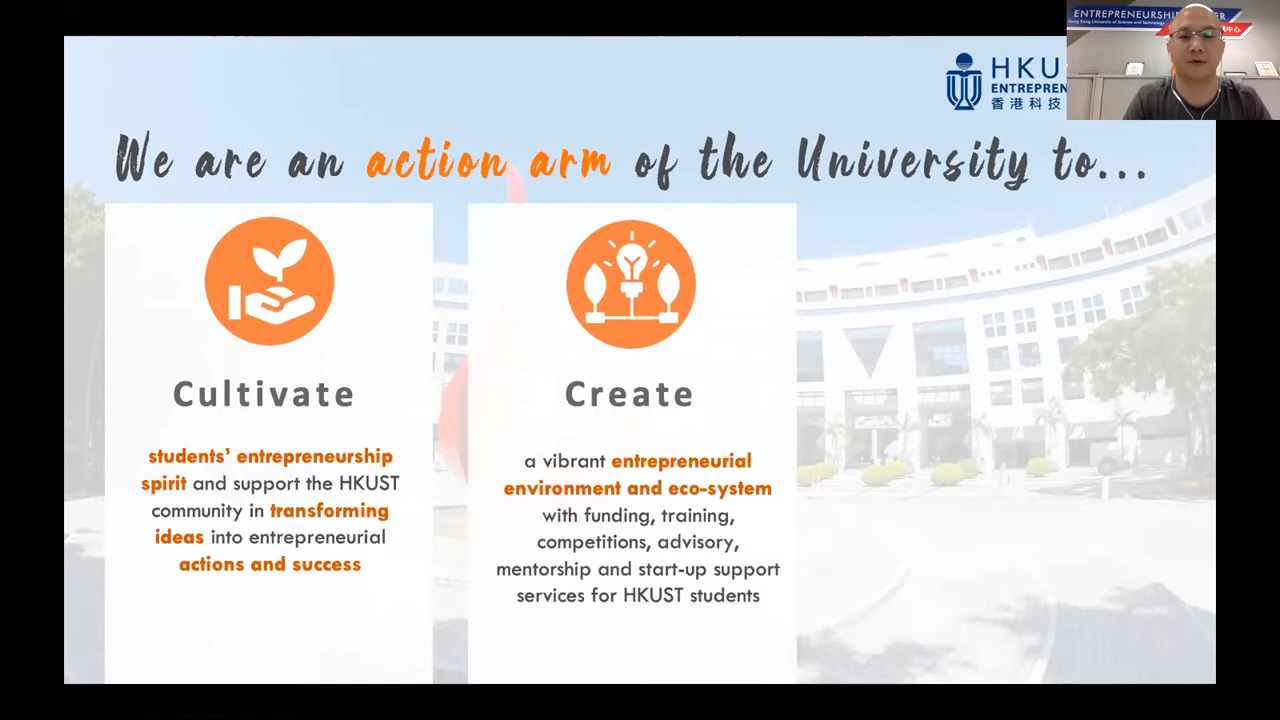 ENTREPRENEURSHIP
Hong Kong University of Science and Technology
中心
HKU
ENTREPREN
香港科技
We are an action arm of the University to...
Cultivate
students' entrepreneurship
spirit and support the HKUST
community in transforming
ideas into entrepreneurial
actions and success
Create
a vibrant entrepreneurial
environment and eco-system
with funding, training,
competitions, advisory,
mentorship and start-up support
services for HKUST students